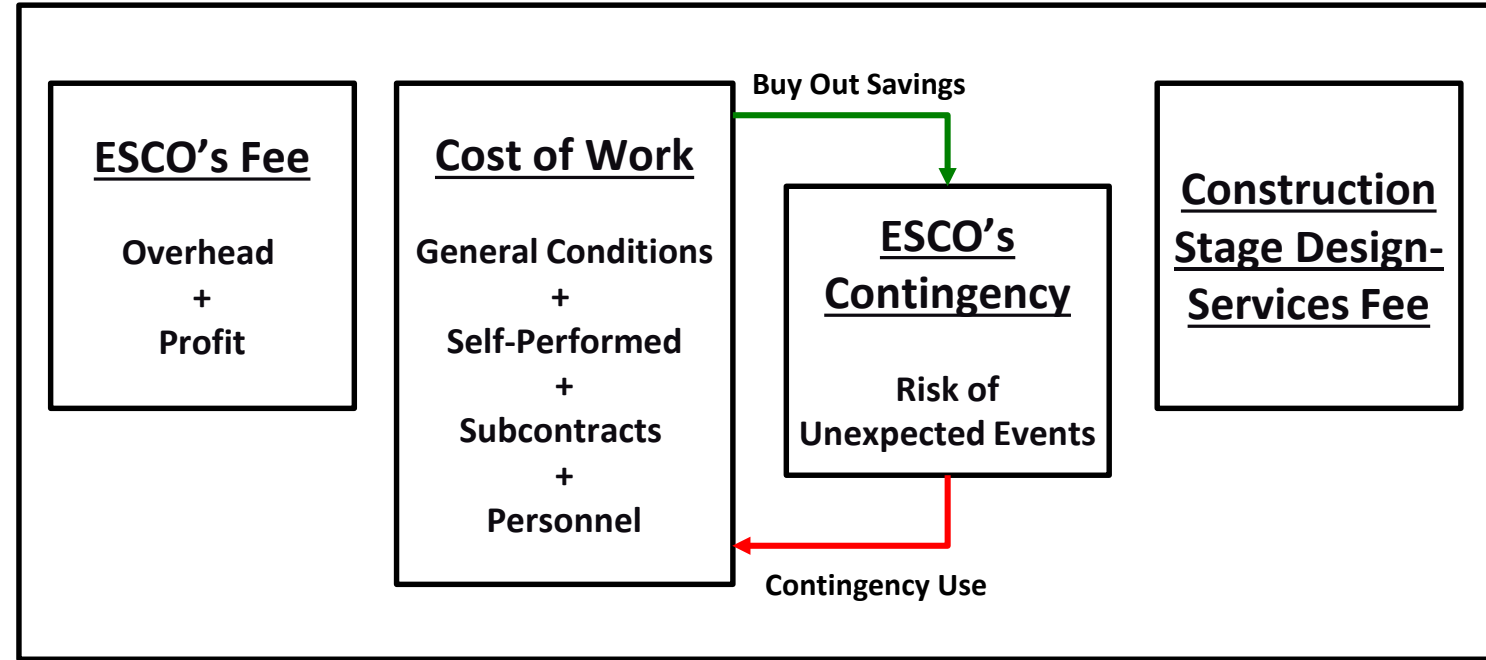 ESCO’s Fee
Overhead
+
Profit
Cost of Work
General Conditions
+
Self-Performed
+
Subcontracts
+
Personnel
Buy Out Savings
ESCO’s
Contingency
Risk of
Unexpected Events
Contingency Use
Construction
Stage Design-
Services Fee